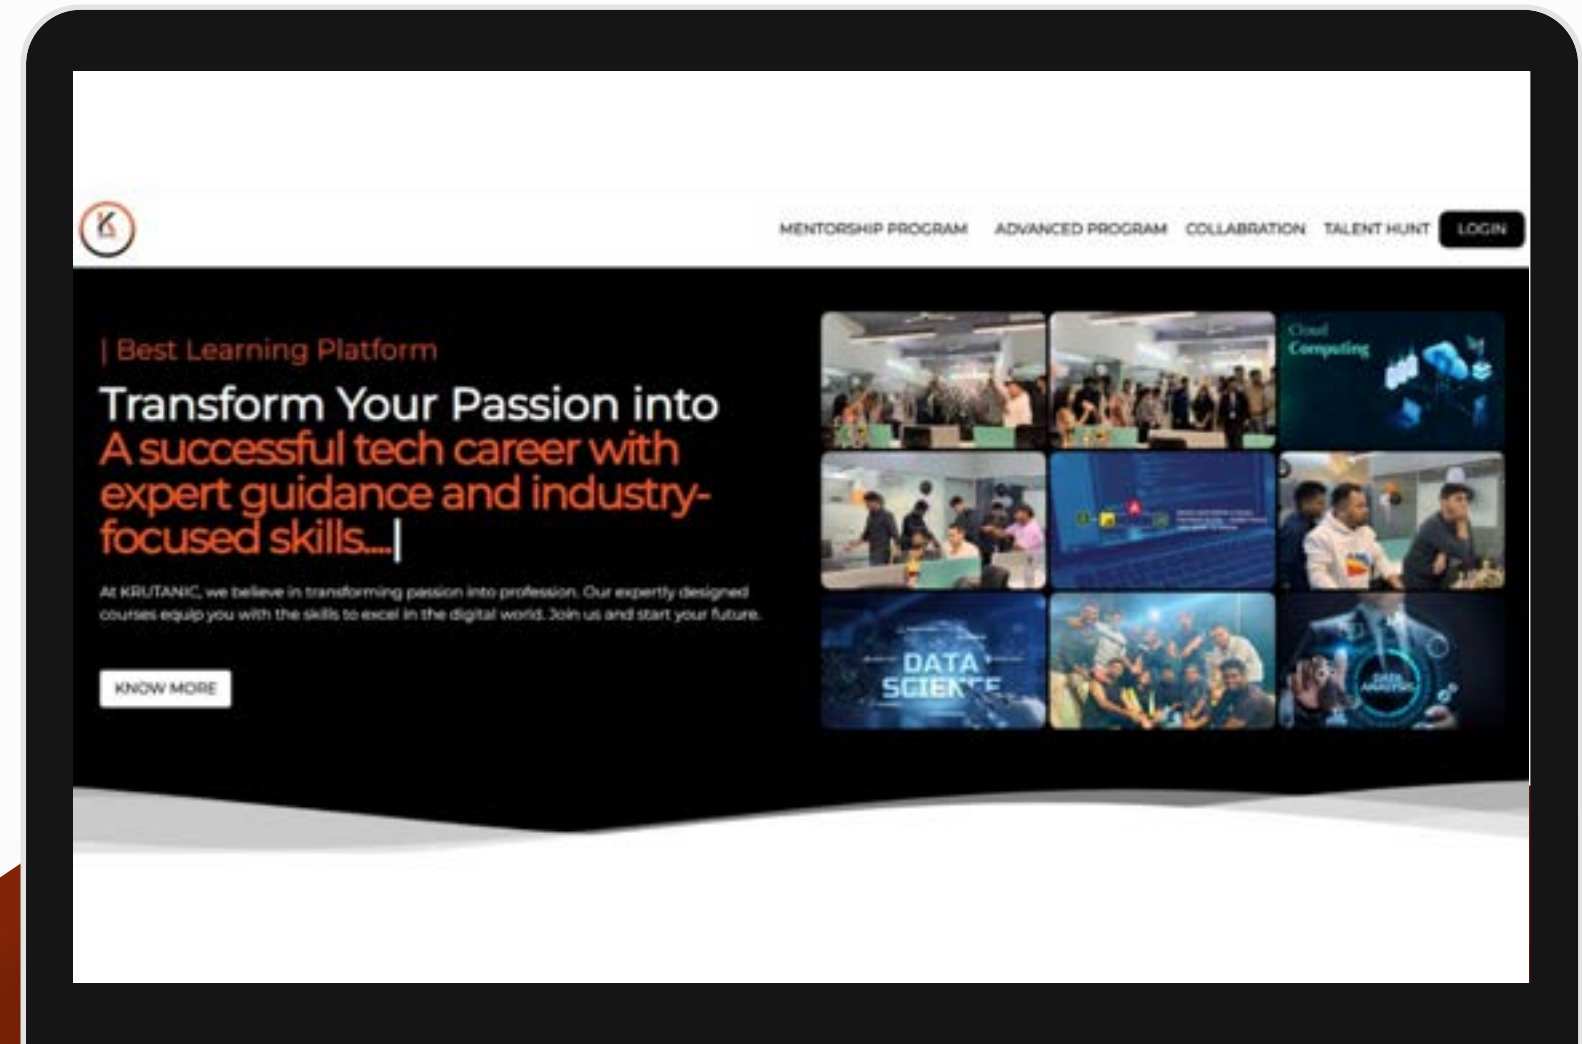 K
MENTORSHIP PROGRAM ADVANCED PROGRAM COLLABRATION TALENT HUNT LOGIN
| Best Learning Platform
Transform Your Passion into
A successful tech career with
expert guidance and industry-
focused skills....|
At KRUTANIC, we believe in transforming passion into profession. Our expertly designed
courses equip you with the skills to excel in the digital world. Join us and start your future.
KNOW MORE
Cloud
Computing
A
DATA
SCIENCE
DATA
ANALYSIS